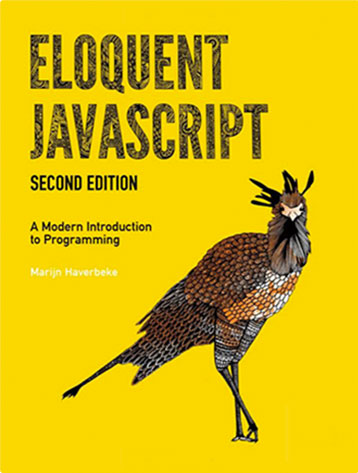 ELOQUENT
JAVASCRIPT
SECOND EDITION
A Modern Introduction
to Programming
Marijn Haverbeke